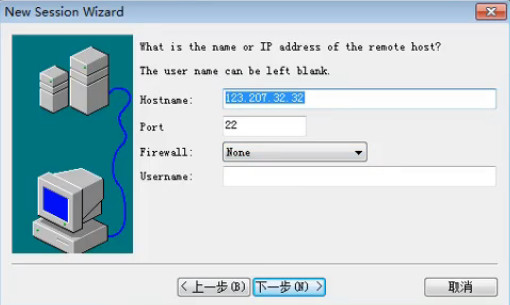 New Session Wizard
What is the name or IP address of the remote host?
The user name can be left blank.
Hostname: 123.207.32.32
Port 22
Firewall: None
Username:
<上一步(B) 下一步(N)> 取消